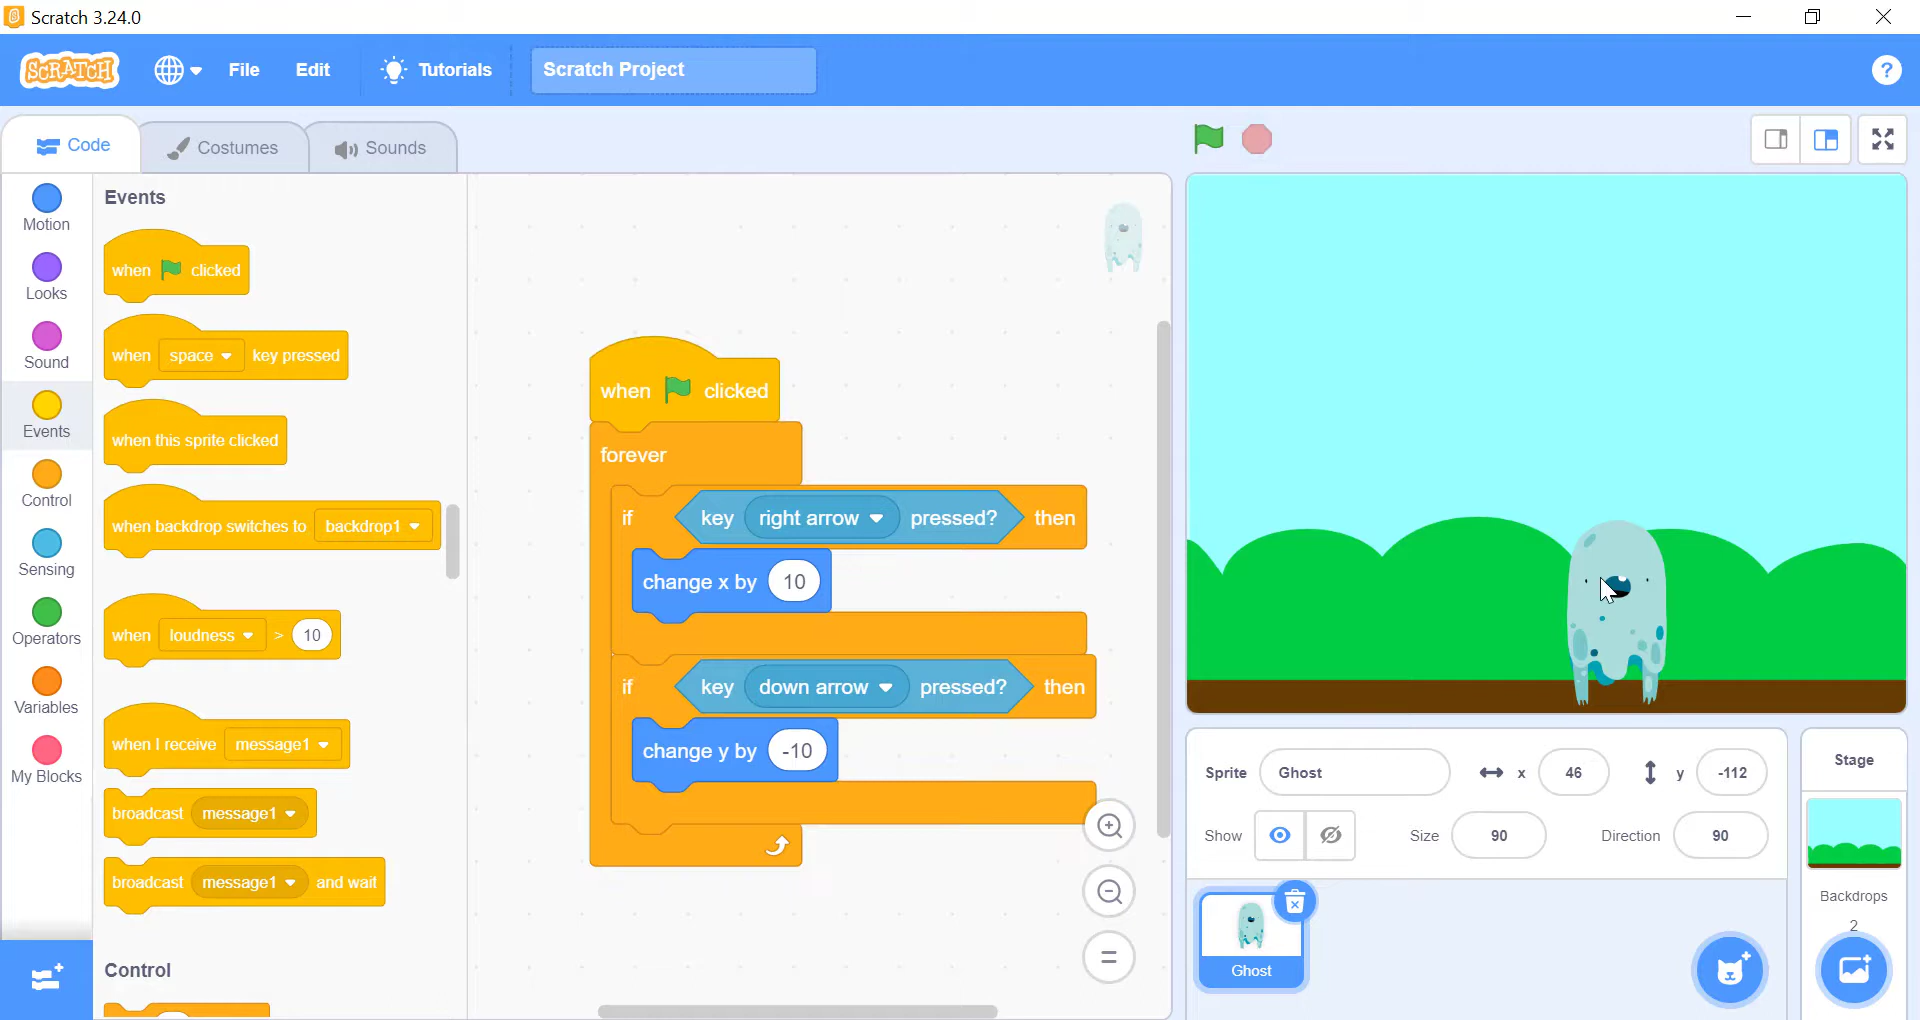 Scratch 3.24.0
SCRATCH File Edit Tutorials Scratch Project ?
Code Costumes Sounds
Motion
Looks
Sound
Events
Control
Sensing
Operators
Variables
My Blocks
Events
when clicked
when space key pressed
when this sprite clicked
when backdrop switches to backdrop1
when loudness > 10
when I receive message1
broadcast message1
broadcast message1 and wait
Control
when clicked
forever
if key right arrow pressed? then
change x by 10
if key down arrow pressed? then
change y by -10
Sprite Ghost x 46 y -112
Show Size 90 Direction 90
Ghost
Stage
Backdrops
2